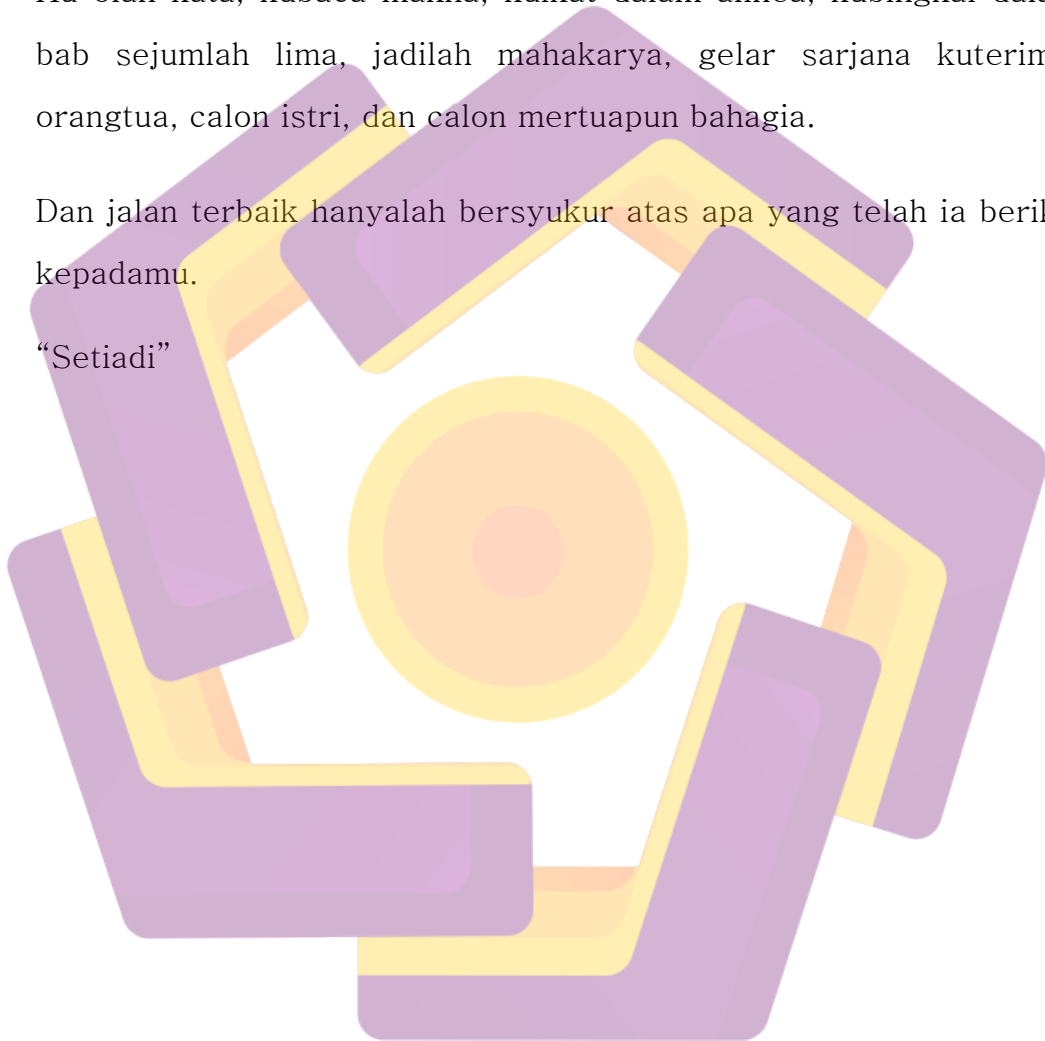 bab sejumlah lima, jadilah mahakarya, gelar sarjana kuterim
orangtua, calon istri, dan calon mertuapun bahagia.
Dan jalan terbaik hanyalah bersyukur atas apa yang telah ia berik
kepadamu.
“Setiadi”